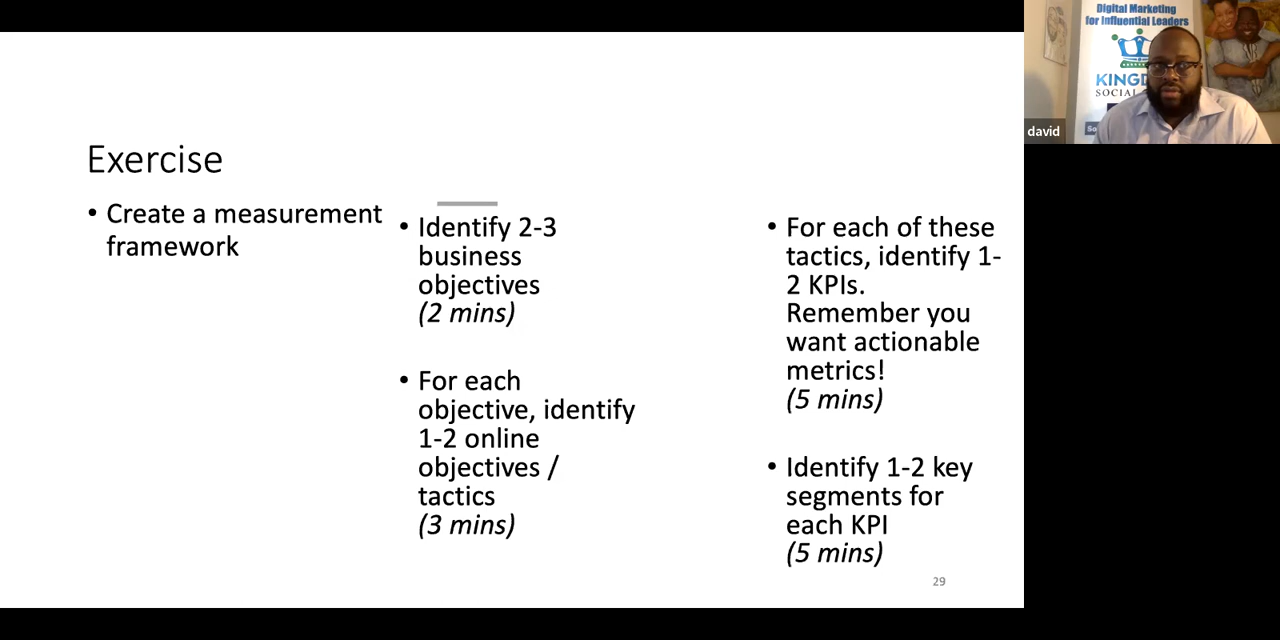 Exercise
• Create a measurement
framework
• Identify 2-3
business
objectives
(2 mins)
• For each
objective, identify
1-2 online
objectives /
tactics
(3 mins)
• For each of these
tactics, identify 1-
2 KPIs.
Remember you
want actionable
metrics!
(5 mins)
• Identify 1-2 key
segments for
each KPI
(5 mins)
29
Digital Marketing
for Influential Leaders
SOCIAL
david